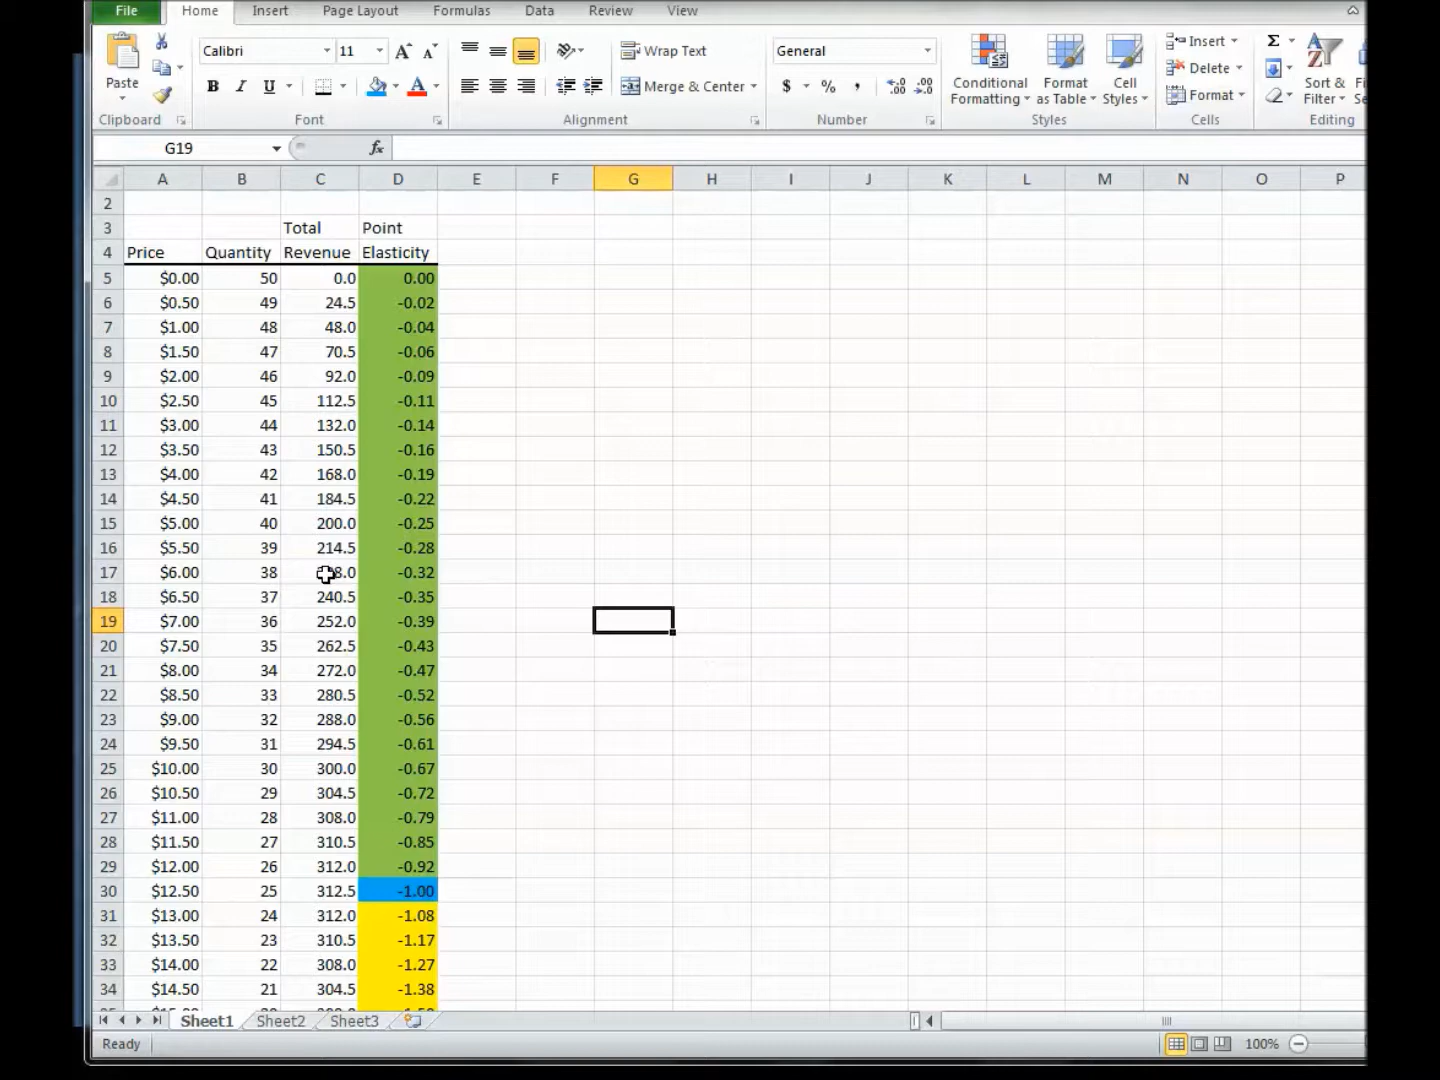 File Home Insert Page Layout Formulas Data Review View
Calibri 11 A A Wrap Text General Insert Σ A Z
Paste B I U A Merge & Center $ % , .0 .00 .00 .0 Conditional Formatting Format as Table Cell Styles Delete Format Sort & Filter
Clipboard Font Alignment Number Styles Cells Editing
G19 fx
A B C D E F G H I J K L M N O P
2
3 Total Point
4 Price Quantity Revenue Elasticity
5 $0.00 50 0.0 0.00
6 $0.50 49 24.5 -0.02
7 $1.00 48 48.0 -0.04
8 $1.50 47 70.5 -0.06
9 $2.00 46 92.0 -0.09
10 $2.50 45 112.5 -0.11
11 $3.00 44 132.0 -0.14
12 $3.50 43 150.5 -0.16
13 $4.00 42 168.0 -0.19
14 $4.50 41 184.5 -0.22
15 $5.00 40 200.0 -0.25
16 $5.50 39 214.5 -0.28
17 $6.00 38 8.0 -0.32
18 $6.50 37 240.5 -0.35
19 $7.00 36 252.0 -0.39
20 $7.50 35 262.5 -0.43
21 $8.00 34 272.0 -0.47
22 $8.50 33 280.5 -0.52
23 $9.00 32 288.0 -0.56
24 $9.50 31 294.5 -0.61
25 $10.00 30 300.0 -0.67
26 $10.50 29 304.5 -0.72
27 $11.00 28 308.0 -0.79
28 $11.50 27 310.5 -0.85
29 $12.00 26 312.0 -0.92
30 $12.50 25 312.5 -1.00
31 $13.00 24 312.0 -1.08
32 $13.50 23 310.5 -1.17
33 $14.00 22 308.0 -1.27
34 $14.50 21 304.5 -1.38
Sheet1 Sheet2 Sheet3
Ready 100%